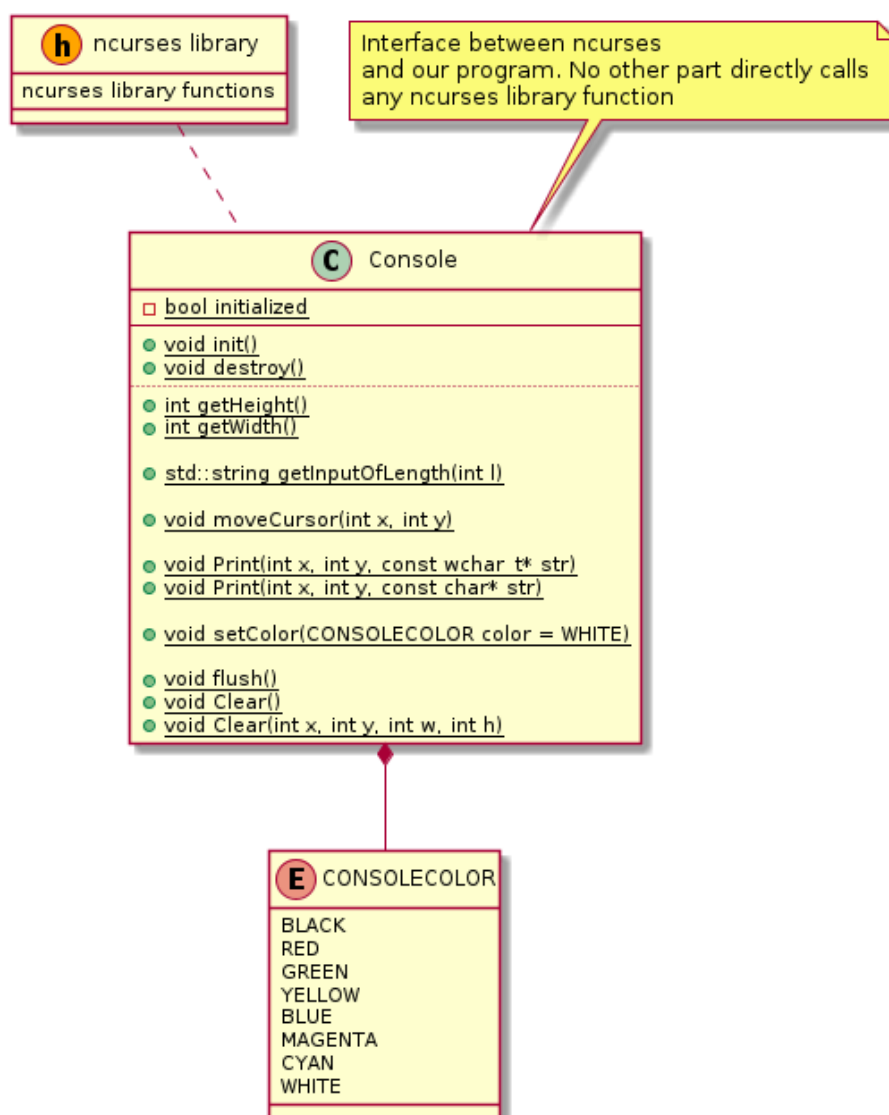 h ncurses library
ncurses library functions
Interface between ncurses
and our program. No other part directly calls
any ncurses library function
C Console
bool initialized
void init()
void destroy()
int getHeight()
int getWidth()
std::string getInputOfLength(int l)
void moveCursor(int x, int y)
void Print(int x, int y, const wchar_t* str)
void Print(int x, int y, const char* str)
void setColor(CONSOLECOLOR color = WHITE)
void flush()
void Clear()
void Clear(int x, int y, int w, int h)
E CONSOLECOLOR
BLACK
RED
GREEN
YELLOW
BLUE
MAGENTA
CYAN
WHITE